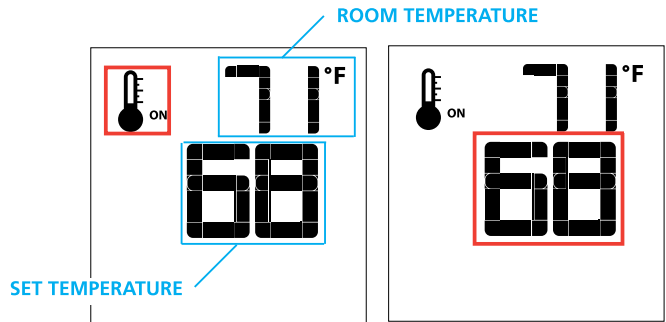 ROOM TEMPERATURE
71 °F
ON
68
SET TEMPERATURE
71 °F
ON
68